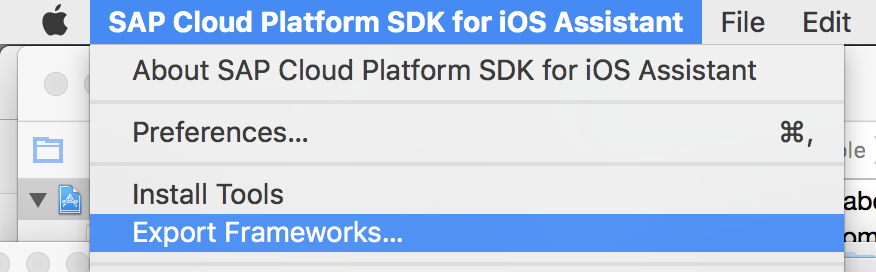 SAP Cloud Platform SDK for iOS Assistant File Edit
About SAP Cloud Platform SDK for iOS Assistant
Preferences... ⌘,
Install Tools
Export Frameworks...